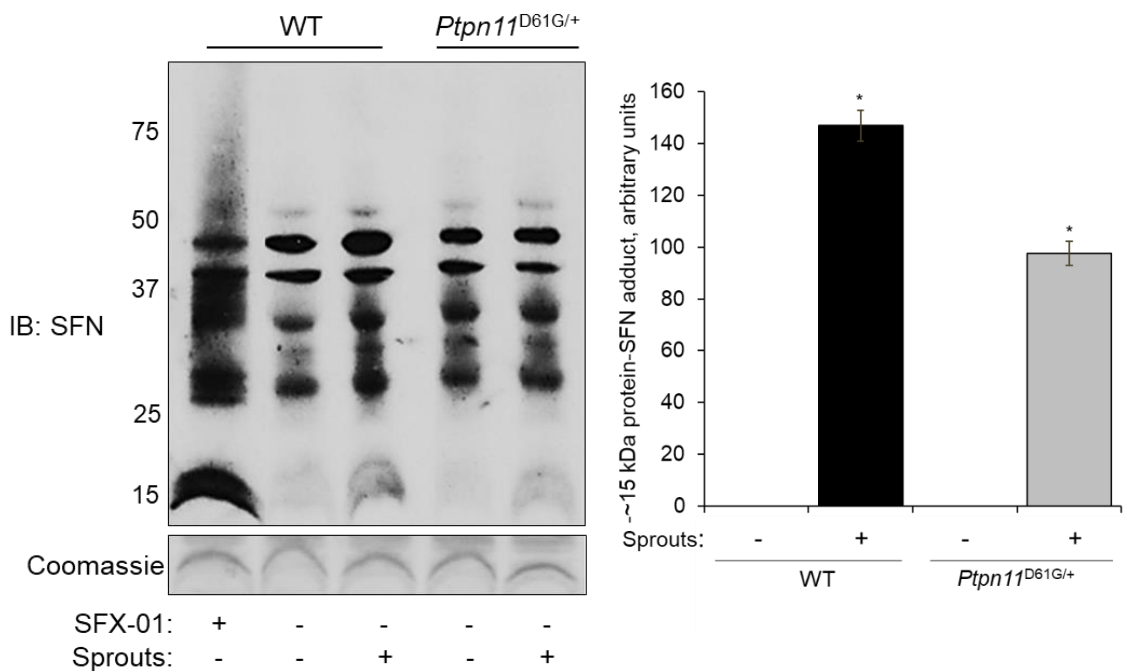 WT Ptpn11D61G/+
75
50
37
25
15
IB: SFN
Coomassie
SFX-01: + - - - -
Sprouts: - - + - +
-~15 kDa protein-SFN adduct, arbitrary units
160
140
120
100
80
60
40
20
0
* *
Sprouts: - + - +
WT Ptpn11D61G/+